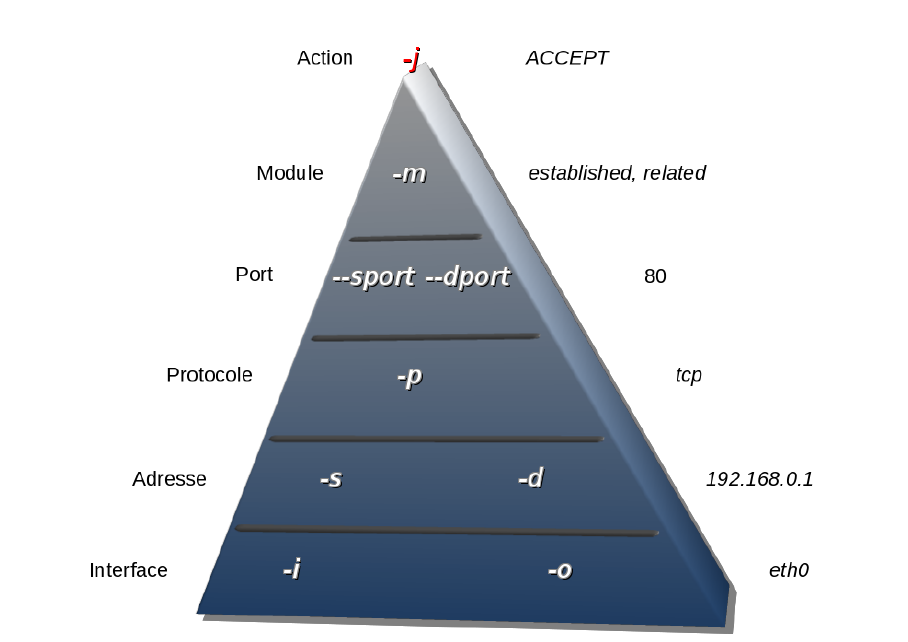 Action -j ACCEPT
Module -m established, related
Port --sport --dport 80
Protocole -p tcp
Adresse -s -d 192.168.0.1
Interface -i -o eth0